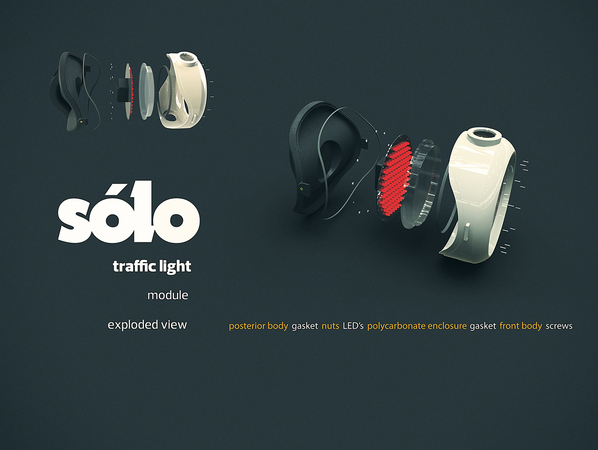 sólo
traffic light
module
exploded view
posterior body gasket nuts LED's polycarbonate enclosure gasket front body screws